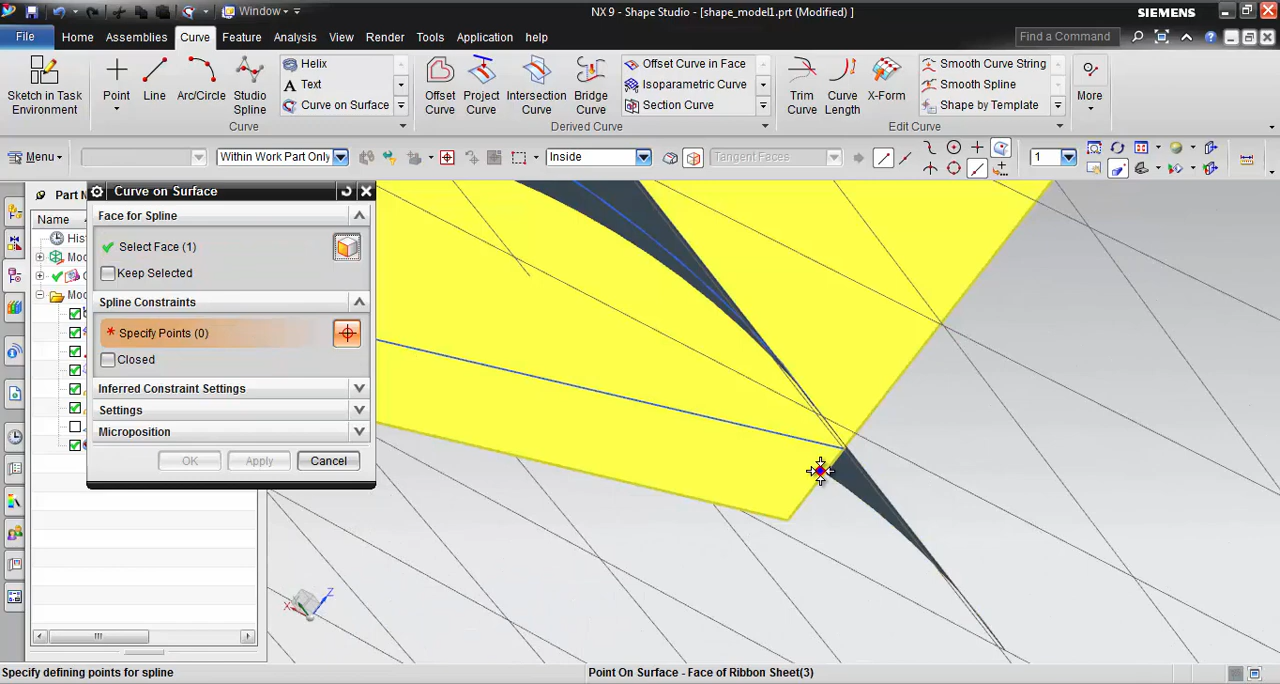 Window
NX 9 - Shape Studio - [shape_model1.prt (Modified) ]
SIEMENS
File Home Assemblies Curve Feature Analysis View Render Tools Application help
Find a Command
Sketch in Task Environment
Point
Line
Arc/Circle
Studio Spline
Helix
Text
Curve on Surface
Offset Curve
Project Curve
Intersection Curve
Bridge Curve
Offset Curve in Face
Isoparametric Curve
Section Curve
Trim Curve
Curve Length
X-Form
Smooth Curve String
Smooth Spline
Shape by Template
More
Curve
Derived Curve
Edit Curve
Menu
Within Work Part Only
Inside
Tangent Faces
1
Part N
Name
His
Mod
Mod
Curve on Surface
Face for Spline
Select Face (1)
Keep Selected
Spline Constraints
* Specify Points (0)
Closed
Inferred Constraint Settings
Settings
Microposition
OK Apply Cancel
X
Z
Specify defining points for spline
Point On Surface - Face of Ribbon Sheet(3)